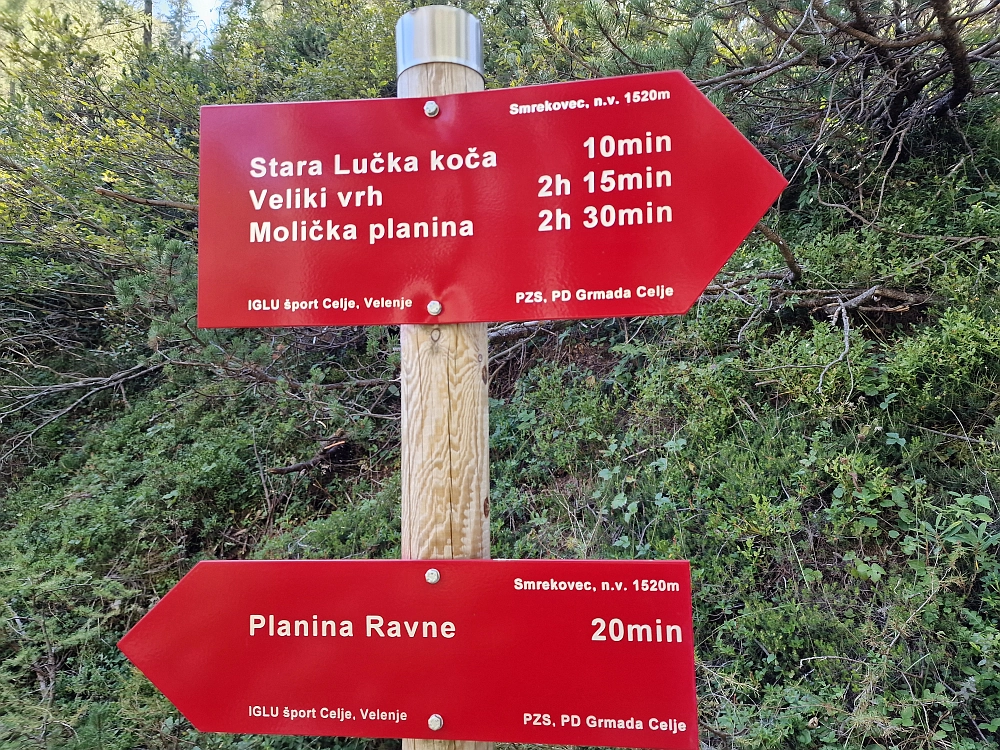 Smrekovec, n.v. 1520m
Stara Lučka koča 10min
Veliki vrh 2h 15min
Molička planina 2h 30min
IGLU šport Celje, Velenje PZS, PD Grmada Celje
Smrekovec, n.v. 1520m
Planina Ravne 20min
IGLU šport Celje, Velenje PZS, PD Grmada Celje